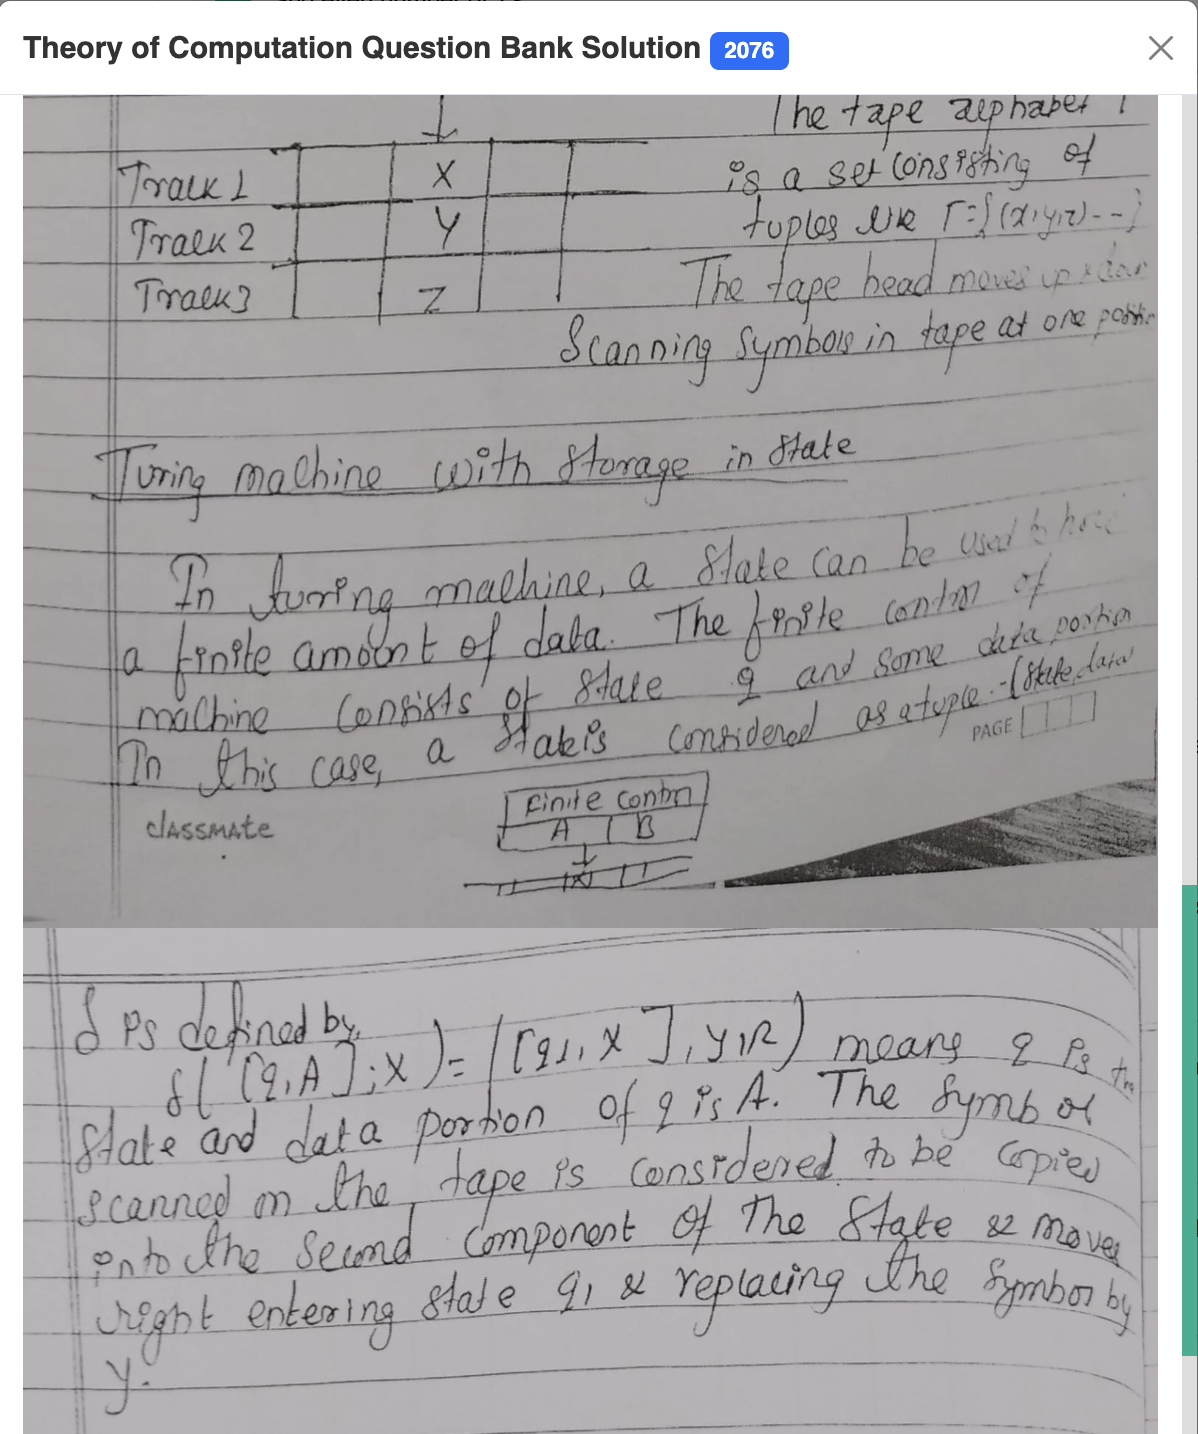 Theory of Computation Question Bank Solution 2076
The tape alphabet
is a set consisting of
tuples like Γ={(x,y,z)--}
The tape head moves up & down
Scanning symbols in tape at one
Track 1 X
Track 2 Y
Track3 Z
Turing machine with storage in state
In turing machine, a state can be used to
a finite amount of data. The finite control of
machine consists of state q and some data portion
In this case, a state is considered as a tuple - (state, data)
PAGE
classmate
Finite Control
A B
X
δ is defined by,
δ([q,A],X) = ([q1, X], Y, R) means q is the
state and data portion of q is A. The symbol
scanned on the tape is considered to be copied
into the second component of the state & moves
right entering state q1 & replacing the symbol by
y.